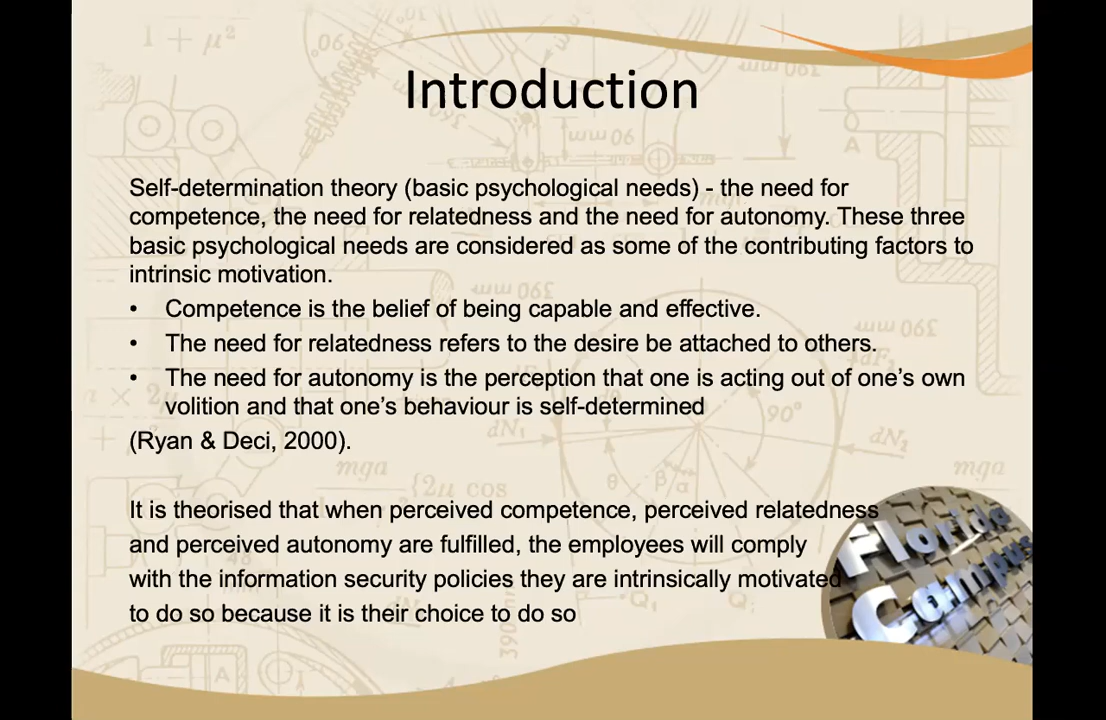 Introduction
Self-determination theory (basic psychological needs) - the need for
competence, the need for relatedness and the need for autonomy. These three
basic psychological needs are considered as some of the contributing factors to
intrinsic motivation.
• Competence is the belief of being capable and effective.
• The need for relatedness refers to the desire be attached to others.
• The need for autonomy is the perception that one is acting out of one's own
volition and that one's behaviour is self-determined
(Ryan & Deci, 2000).
It is theorised that when perceived competence, perceived relatedness
and perceived autonomy are fulfilled, the employees will comply
with the information security policies they are intrinsically motivated
to do so because it is their choice to do so
Florida
Campus